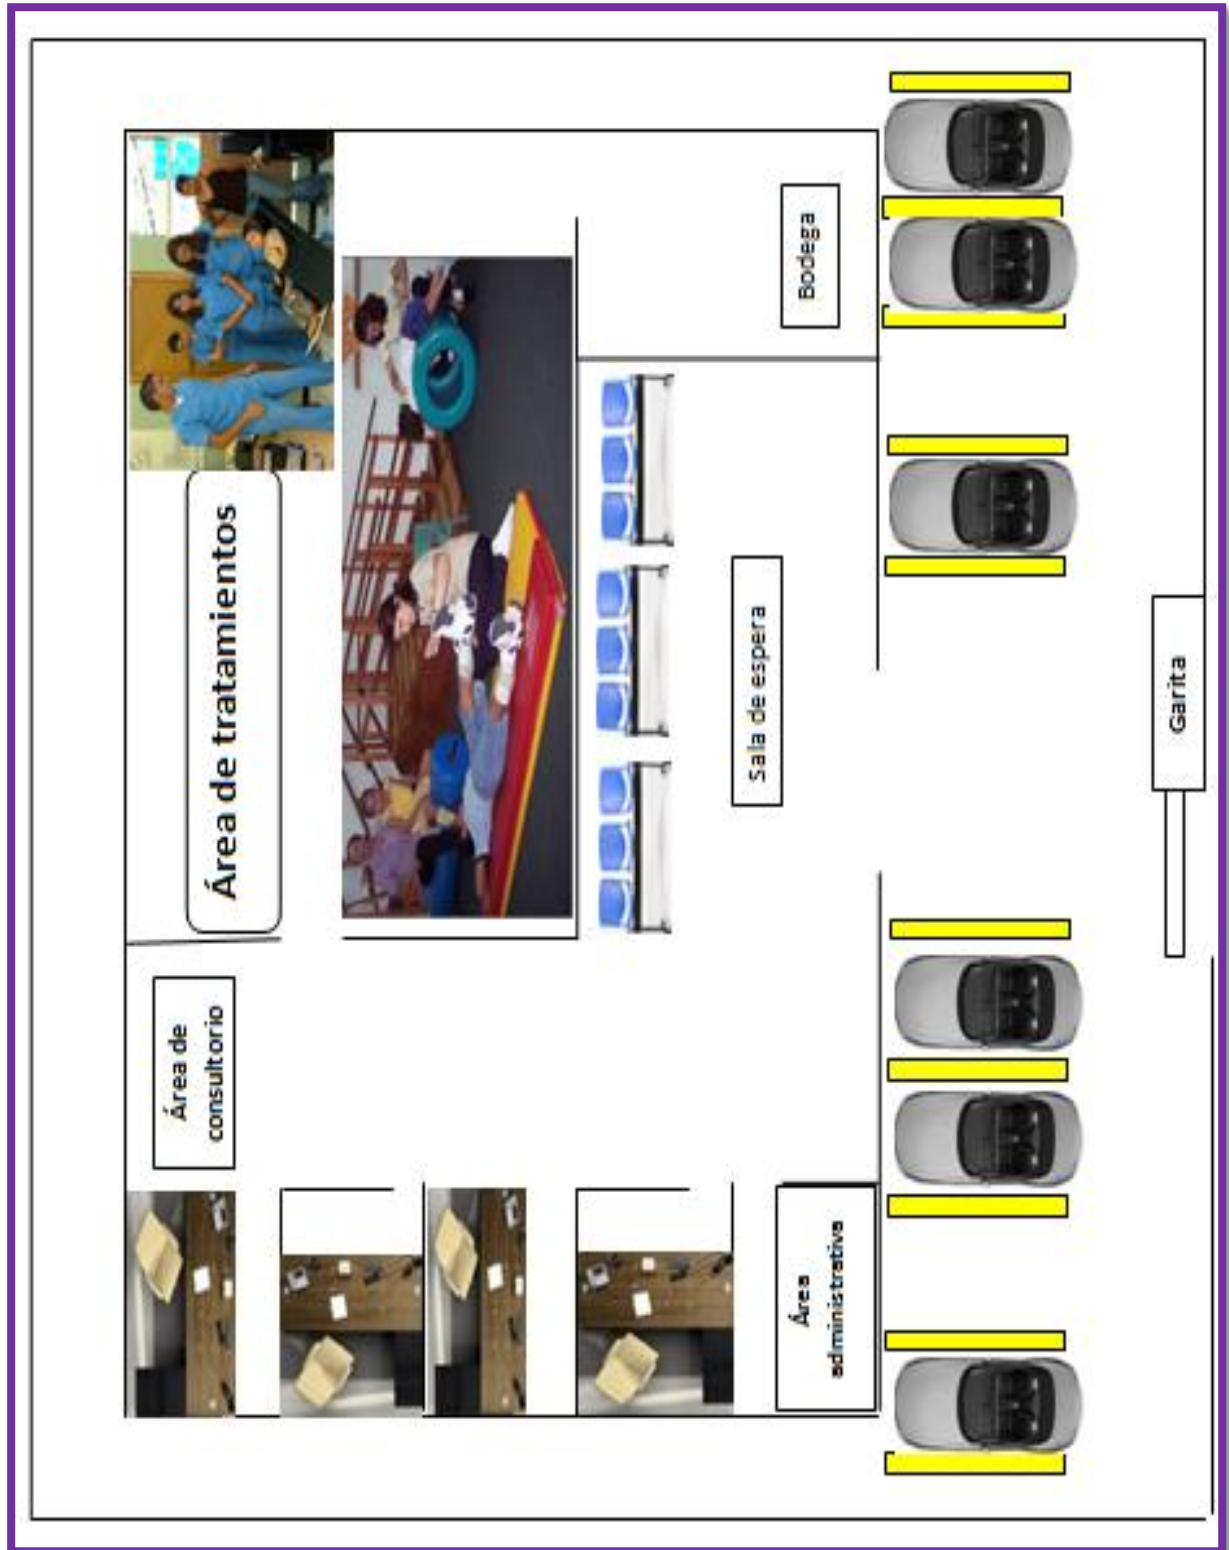 Área de tratamientos
Área de
consultorio
Bodega
Sala de espera
Área
administrativa
Garita